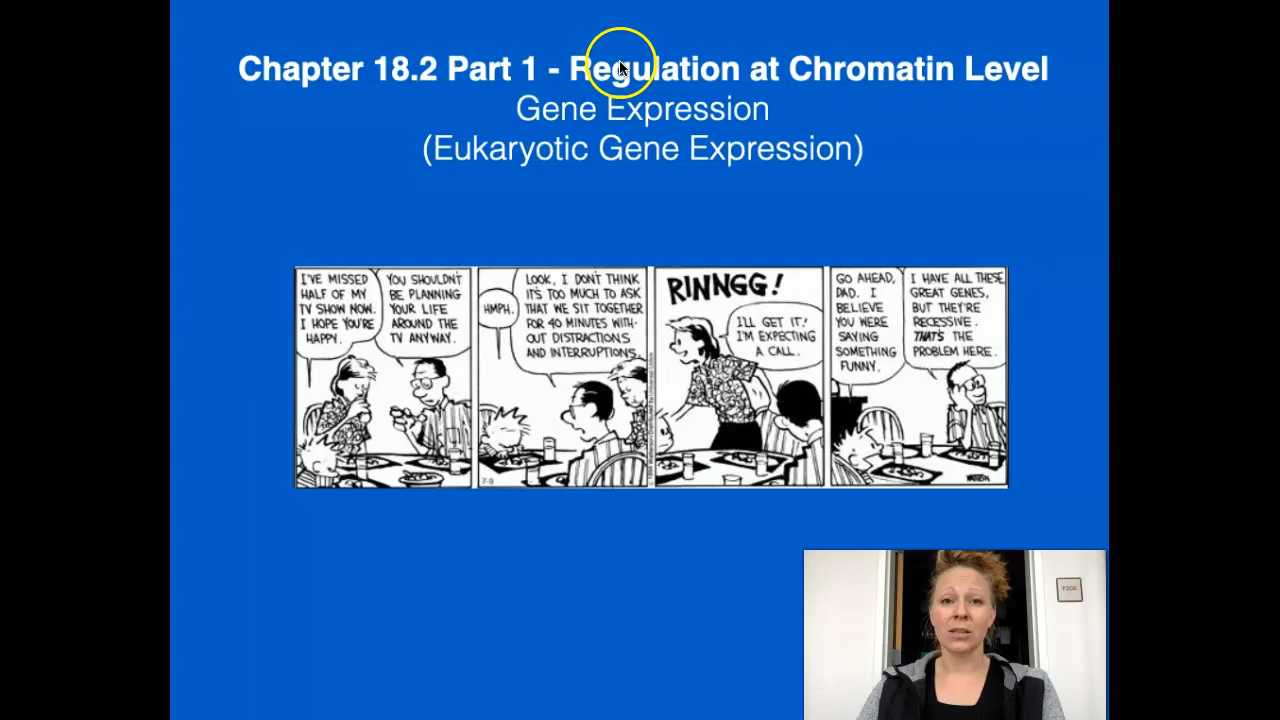 Chapter 18.2 Part 1 - Regulation at Chromatin Level
Gene Expression
(Eukaryotic Gene Expression)
I'VE MISSED
HALF OF MY
TV SHOW NOW.
I HOPE YOU'RE
HAPPY.
YOU SHOULDN'T
BE PLANNING
YOUR LIFE
AROUND THE
TV ANYWAY.
HMPH.
LOOK, I DON'T THINK
IT'S TOO MUCH TO ASK
THAT WE SIT TOGETHER
FOR 40 MINUTES WITH-
OUT DISTRACTIONS
AND INTERRUPTIONS.
7-9
RINNGG!
I'LL GET IT!
I'M EXPECTING
A CALL.
GO AHEAD,
DAD. I
BELIEVE
YOU WERE
SAYING
SOMETHING
FUNNY.
I HAVE ALL THESE
GREAT GENES,
BUT THEY'RE
RECESSIVE.
THAT'S THE
PROBLEM HERE.